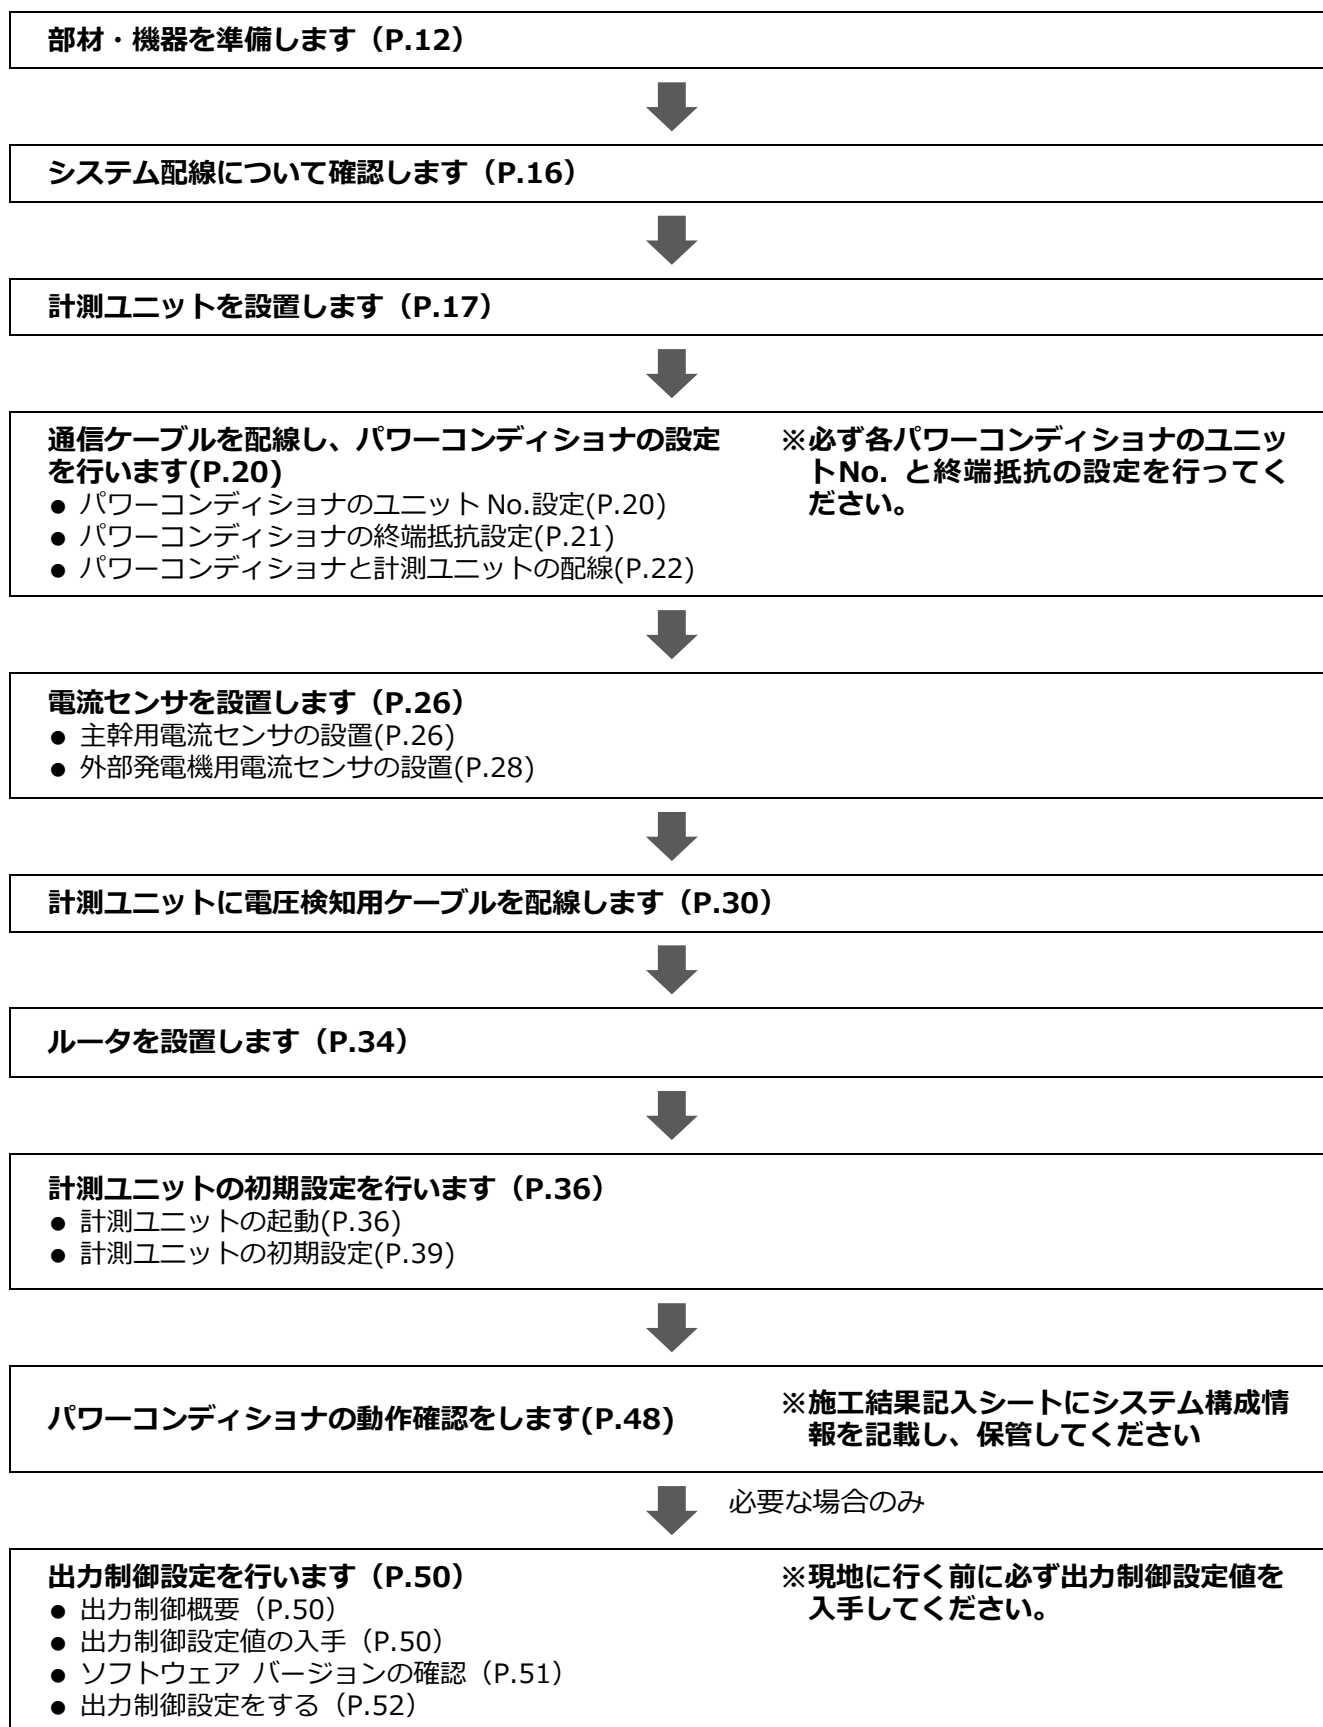 部材・機器を準備します（P.12）
システム配線について確認します（P.16）
計測ユニットを設置します（P.17）
通信ケーブルを配線し、パワーコンディショナの設定
を行います(P.20)
● パワーコンディショナのユニット No.設定(P.20)
● パワーコンディショナの終端抵抗設定(P.21)
● パワーコンディショナと計測ユニットの配線(P.22)
※必ず各パワーコンディショナのユニッ
トNo. と終端抵抗の設定を行ってく
ださい。
電流センサを設置します（P.26）
● 主幹用電流センサの設置(P.26)
● 外部発電機用電流センサの設置(P.28)
計測ユニットに電圧検知用ケーブルを配線します（P.30）
ルータを設置します（P.34）
計測ユニットの初期設定を行います（P.36）
● 計測ユニットの起動(P.36)
● 計測ユニットの初期設定(P.39)
パワーコンディショナの動作確認をします(P.48)
※施工結果記入シートにシステム構成情
報を記載し、保管してください
必要な場合のみ
出力制御設定を行います（P.50）
● 出力制御概要（P.50）
● 出力制御設定値の入手（P.50）
● ソフトウェア バージョンの確認（P.51）
● 出力制御設定をする（P.52）
※現地に行く前に必ず出力制御設定値を
入手してください。